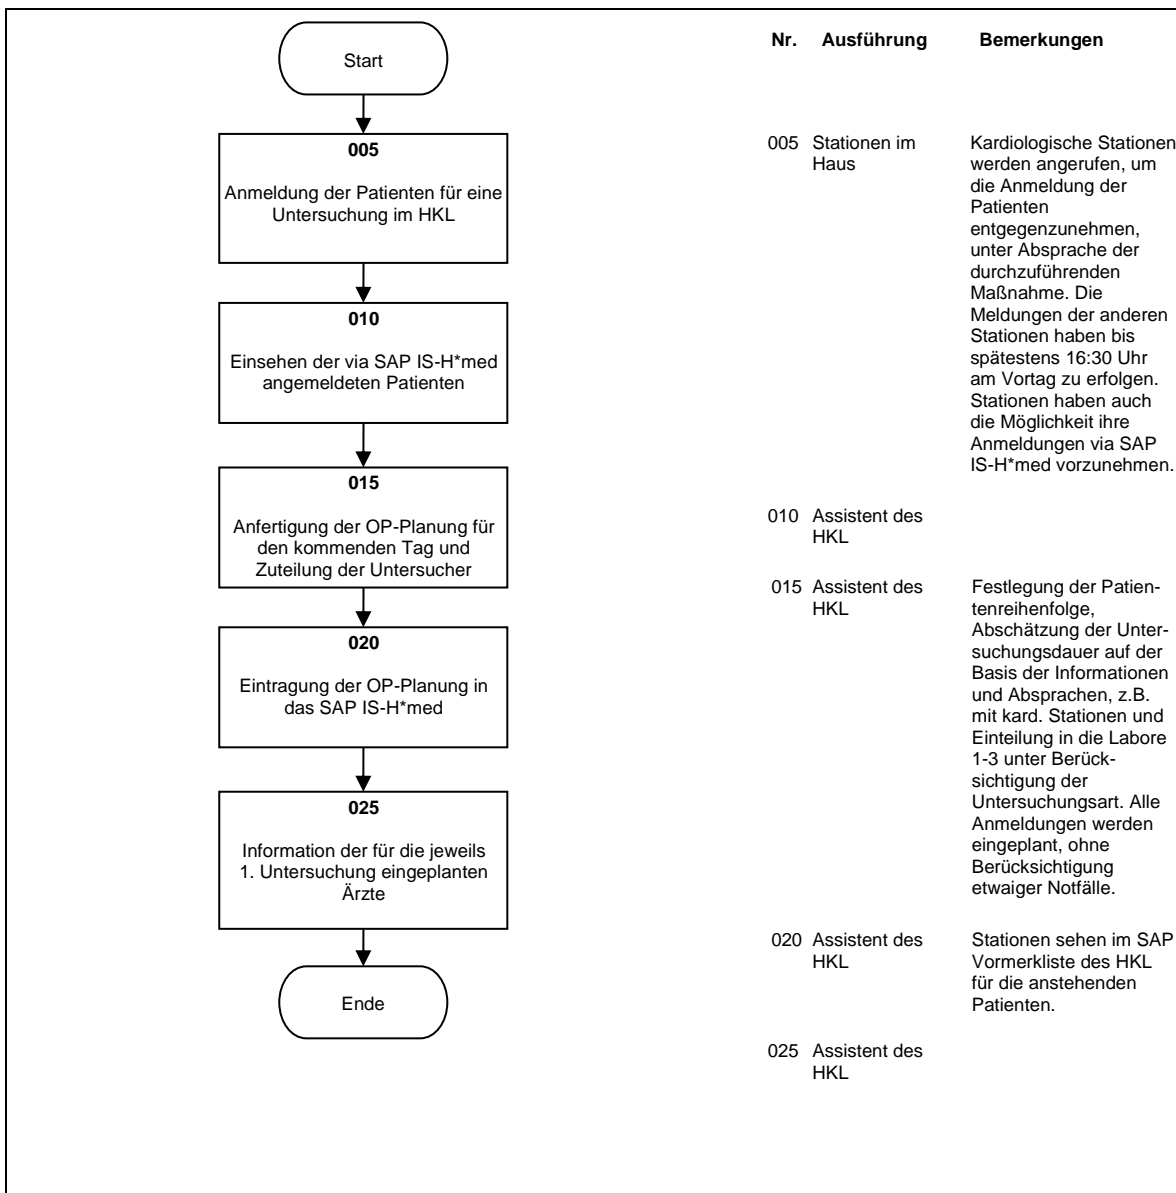 Start
005
Anmeldung der Patienten für eine
Untersuchung im HKL
010
Einsehen der via SAP IS-H*med
angemeldeten Patienten
015
Anfertigung der OP-Planung für
den kommenden Tag und
Zuteilung der Untersucher
020
Eintragung der OP-Planung in
das SAP IS-H*med
025
Information der für die jeweils
1. Untersuchung eingeplanten
Ärzte
Ende
Nr. Ausführung Bemerkungen
005 Stationen im
Haus
Kardiologische Stationen
werden angerufen, um
die Anmeldung der
Patienten
entgegenzunehmen,
unter Absprache der
durchzuführenden
Maßnahme. Die
Meldungen der anderen
Stationen haben bis
spätestens 16:30 Uhr
am Vortag zu erfolgen.
Stationen haben auch
die Möglichkeit ihre
Anmeldungen via SAP
IS-H*med vorzunehmen.
010 Assistent des
HKL
015 Assistent des
HKL
Festlegung der Patien-
tenreihenfolge,
Abschätzung der Unter-
suchungsdauer auf der
Basis der Informationen
und Absprachen, z.B.
mit kard. Stationen und
Einteilung in die Labore
1-3 unter Berück-
sichtigung der
Untersuchungsart. Alle
Anmeldungen werden
eingeplant, ohne
Berücksichtigung
etwaiger Notfälle.
020 Assistent des
HKL
Stationen sehen im SAP
Vormerkliste des HKL
für die anstehenden
Patienten.
025 Assistent des
HKL